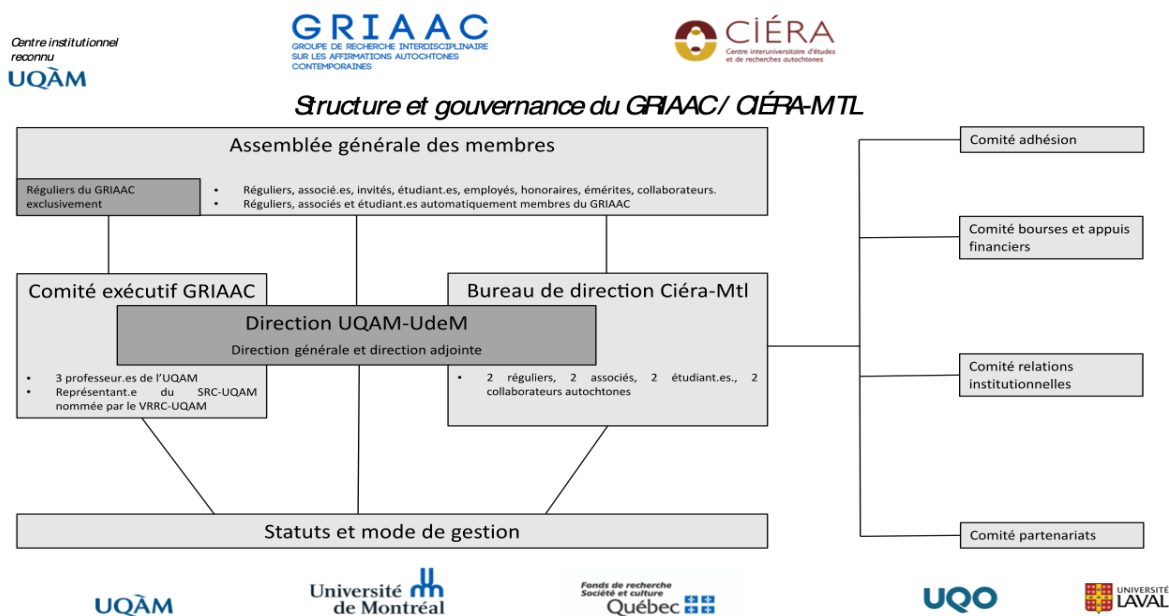 Centre institutionnel
reconnu
UQÀM
GRIAAC
GROUPE DE RECHERCHE INTERDISCIPLINAIRE
SUR LES AFFIRMATIONS AUTOCHTONES
CONTEMPORAINES
CIÉRA
Centre interuniversitaire d'études
et de recherches autochtones
Structure et gouvernance du GRIAAC / CIÉRA-MTL
Assemblée générale des membres
Réguliers du GRIAAC
exclusivement
• Réguliers, associé.es, invités, étudiant.es, employés, honoraires, émérites, collaborateurs.
• Réguliers, associés et étudiant.es automatiquement membres du GRIAAC
Comité exécutif GRIAAC
Bureau de direction Ciéra-Mtl
Direction UQAM-UdeM
Direction générale et direction adjointe
• 3 professeur.es de l'UQAM
• Représentant.e du SRC-UQAM
nommée par le VRRC-UQAM
• 2 réguliers, 2 associés, 2 étudiant.es., 2
collaborateurs autochtones
Statuts et mode de gestion
Comité adhésion
Comité bourses et appuis
financiers
Comité relations
institutionnelles
Comité partenariats
UQÀM
Université
de Montréal
Fonds de recherche
Société et culture
Québec
UQO
UNIVERSITÉ
LAVAL